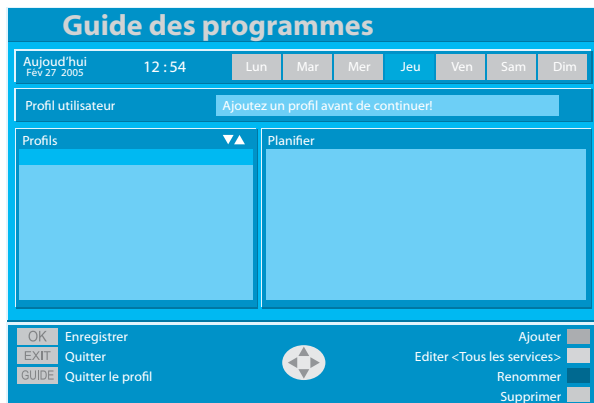 Guide des programmes
Aujoud'hui
Fév 27 2005
12 : 54
Lun Mar Mer Jeu Ven Sam Dim
Profil utilisateur
Ajoutez un profil avant de continuer!
Profils
Planifier
OK Enregistrer
EXIT Quitter
GUIDE Quitter le profil
Ajouter
Editer <Tous les services>
Renommer
Supprimer